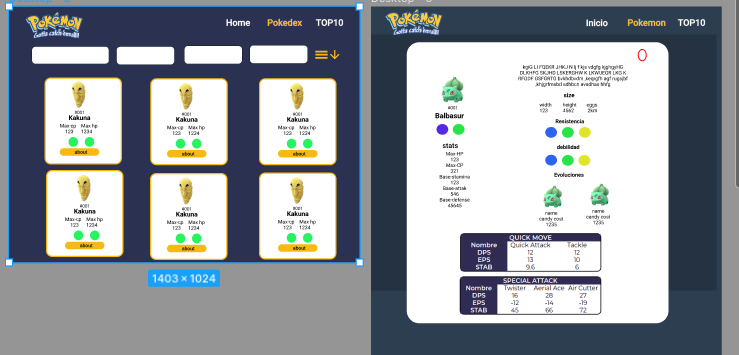 Pokémon
Gotta catch'em all!
Home Pokedex TOP10
#001
Kakuna
Max-cp Max hp
123 1234
about
#001
Kakuna
Max-cp Max hp
123 1234
about
#001
Kakuna
Max-cp Max hp
123 1234
about
#001
Kakuna
Max-cp Max hp
123 1234
about
#001
Kakuna
Max-cp Max hp
123 1234
about
#001
Kakuna
Max-cp Max hp
123 1234
about
1403 × 1024
Pokémon
Gotta catch'em all!
Inicio Pokemon TOP10
#001
Balbasur
stats
Max-HP
123
Max-CP
321
Base-stamina
123
Base-attak
546
Base-defense
45645
size
width height eggs
123 4562 2km
Resistencia
debilidad
Evoluciones
name
candy cost
1235
name
candy cost
1235
QUICK MOVE
Nombre Quick Attack Tackle
DPS 12 12
EPS 13 10
STAB 9.6 6
SPECIAL ATTACK
Nombre Twister Aerial Ace Air Cutter
DPS 16 28 27
EPS -12 -14 -19
STAB 45 66 72